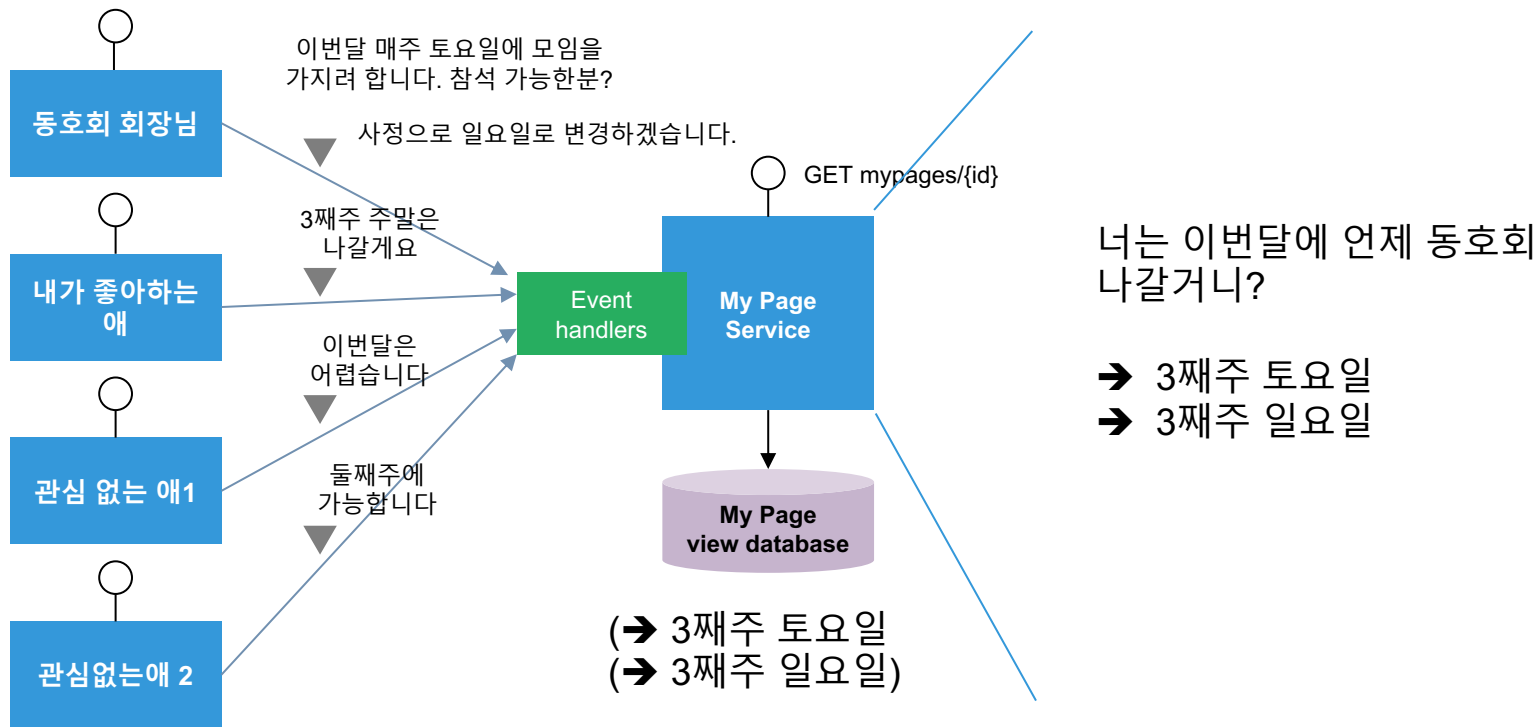 이번달 매주 토요일에 모임을
가지려 합니다. 참석 가능한분?
동호회 회장님
사정으로 일요일로 변경하겠습니다.
GET mypages/{id}
3째주 주말은
나갈게요
내가 좋아하는
애
Event
handlers
My Page
Service
너는 이번달에 언제 동호회
나갈거니?
➔ 3째주 토요일
➔ 3째주 일요일
이번달은
어렵습니다
관심 없는 애1
둘째주에
가능합니다
My Page
view database
관심없는애 2
(➔ 3째주 토요일
(➔ 3째주 일요일)